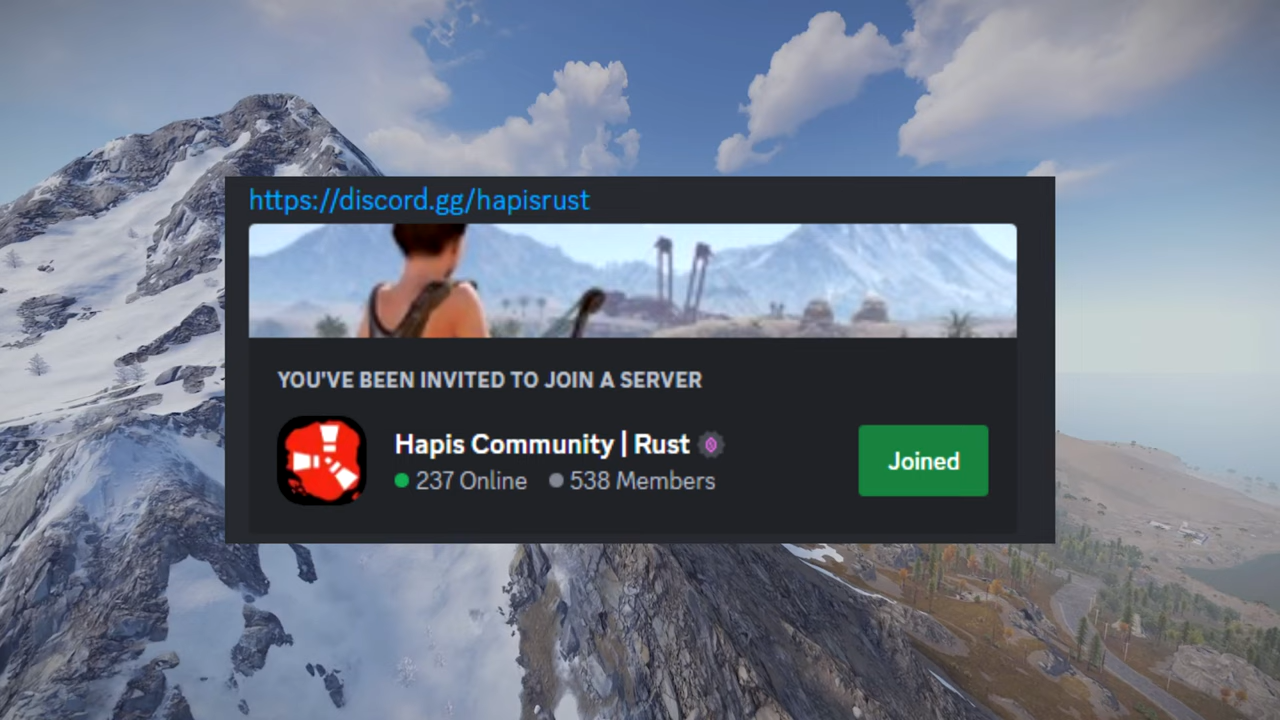 https://discord.gg/hapisrust
YOU'VE BEEN INVITED TO JOIN A SERVER
Hapis Community | Rust
237 Online 538 Members
Joined